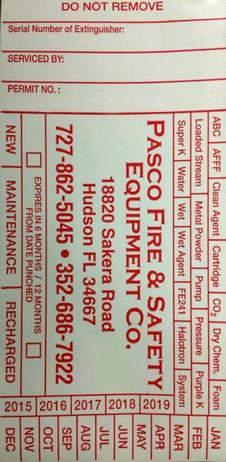 DO NOT REMOVE
Serial Number of Extinguisher:
SERVICED BY:
PERMIT NO. :
ABC AFFF Clean Agent Cartridge CO2 Dry Chem. Foam
Loaded Stream Metal Powder Pump Pressure Purple K
Super K Water Wet Wet Agent FE241 Halotron System
PASCO FIRE & SAFETY
EQUIPMENT CO.
18820 Sakera Road
Hudson FL 34667
727-862-5045 • 352-686-7922
EXPIRES IN 6 MONTHS / 12 MONTHS
FROM DATE PUNCHED
NEW MAINTENANCE RECHARGED
2015 2016 2017 2018 2019
JAN
FEB
MAR
APR
MAY
JUN
JUL
AUG
SEP
OCT
NOV
DEC